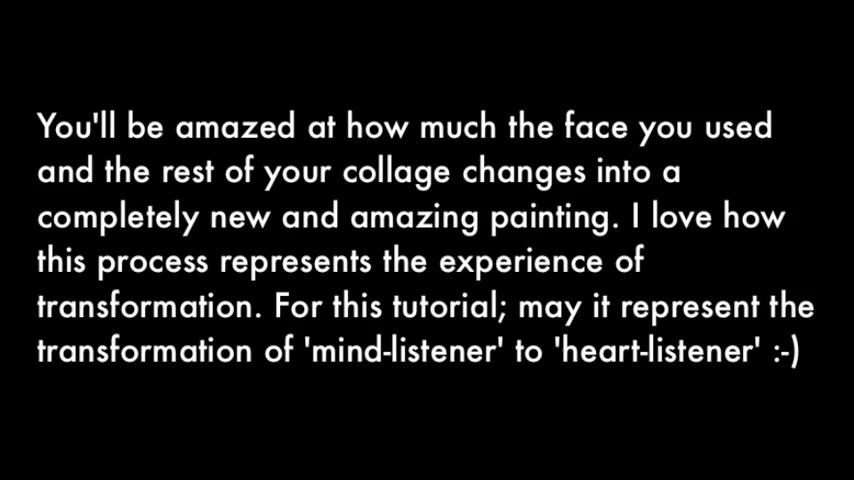 You'll be amazed at how much the face you used
and the rest of your collage changes into a
completely new and amazing painting. I love how
this process represents the experience of
transformation. For this tutorial; may it represent the
transformation of 'mind-listener' to 'heart-listener' :-)